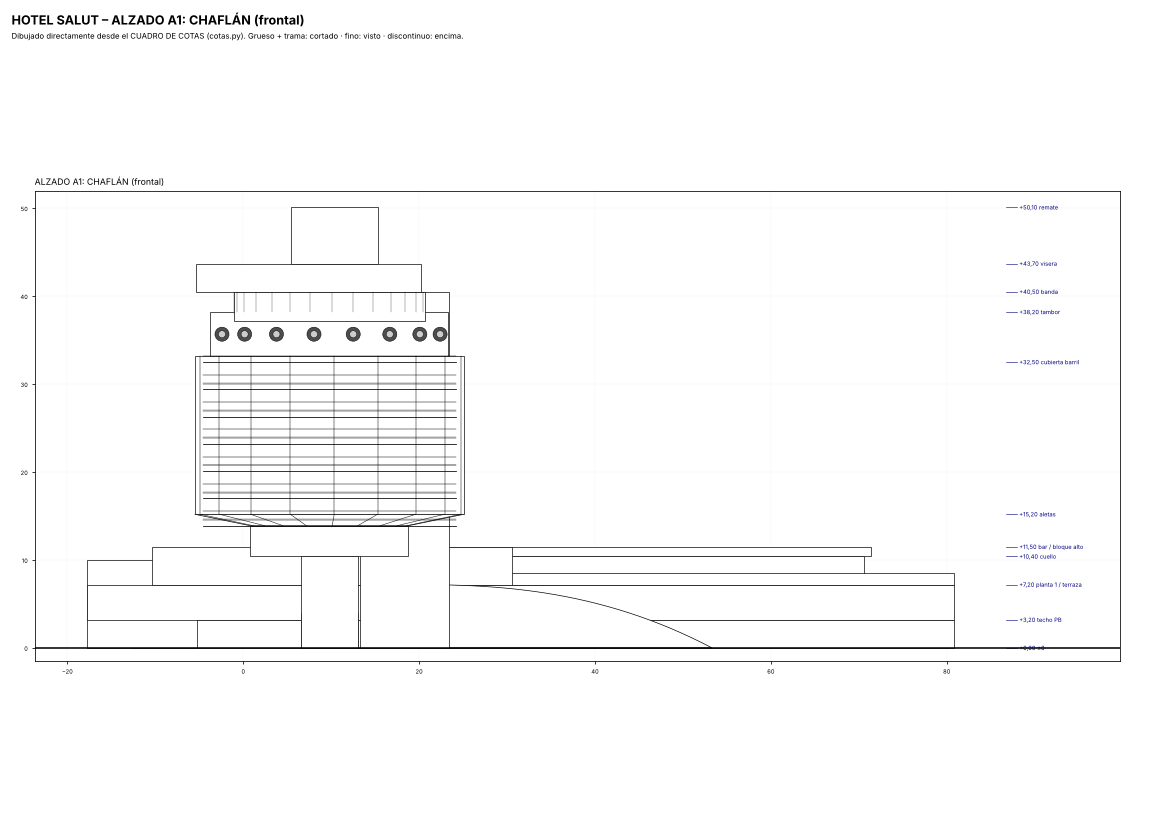 HOTEL SALUT – ALZADO A1: CHAFLÁN (frontal)
Dibujado directamente desde el CUADRO DE COTAS (cotas.py). Grueso + trama: cortado · fino: visto · discontinuo: encima.
ALZADO A1: CHAFLÁN (frontal)
50
+50,10 remate
+43,70 visera
40
+40,50 banda
+38,20 tambor
+32,50 cubierta barril
30
20
+15,20 aletas
+11,50 bar / bloque alto
10
+10,40 cuello
+7,20 planta 1 / terraza
+3,20 techo PB
0
−20
0
20
40
60
80